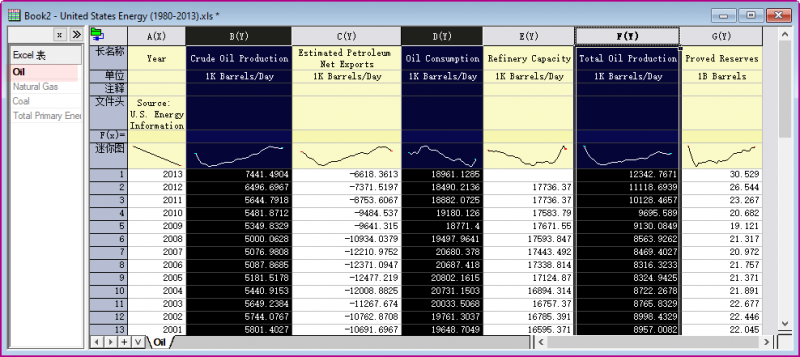 Book2 - United States Energy (1980-2013).xls *
Excel 表
Oil
Natural Gas
Coal
Total Primary Ener
A(X) B(Y) C(Y) D(Y) E(Y) F(Y) G(Y)
长名称 Year Crude Oil Production Estimated Petroleum Net Exports Oil Consumption Refinery Capacity Total Oil Production Proved Reserves
单位 1K Barrels/Day 1K Barrels/Day 1K Barrels/Day 1K Barrels/Day 1K Barrels/Day 1B Barrels
注释
文件头 Source: U.S. Energy Information
F(x)=
迷你图
1 2013 7441.4904 -6618.3613 18961.1285 12342.7671 30.529
2 2012 6496.6967 -7371.5197 18490.2136 17736.37 11118.6939 26.544
3 2011 5644.7918 -8753.6067 18882.0725 17736.37 10128.4657 23.267
4 2010 5481.8712 -9484.537 19180.126 17583.79 9695.589 20.682
5 2009 5349.8329 -9641.315 18771.4 17671.55 9130.0849 19.121
6 2008 5000.0628 -10934.0379 19497.9641 17593.847 8563.9262 21.317
7 2007 5076.9808 -12210.9752 20680.378 17443.492 8469.4027 20.972
8 2006 5087.8685 -12371.0947 20687.418 17338.814 8316.3233 21.757
9 2005 5181.5178 -12477.219 20802.1615 17124.87 8324.9425 21.371
10 2004 5440.9153 -12008.8825 20731.1503 16894.314 8722.2678 21.891
11 2003 5649.2384 -11267.674 20033.5068 16757.37 8765.8329 22.677
12 2002 5744.0767 -10762.8708 19761.3037 16785.391 8998.4329 22.446
13 2001 5801.4027 -10691.6967 19648.7049 16595.371 8957.0082 22.045
Oil